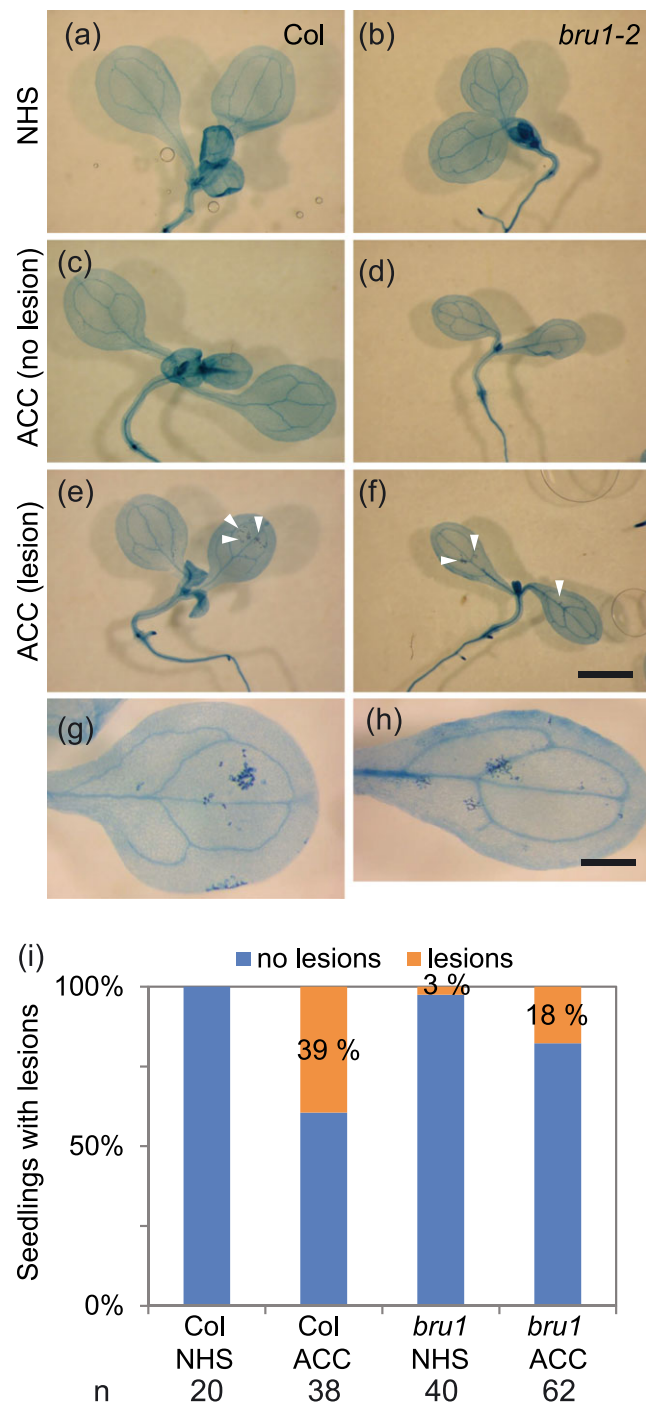 (a) Col
(b) bru1-2
NHS
(c)
(d)
ACC (no lesion)
(e)
(f)
ACC (lesion)
(g)
(h)
(i)
no lesions lesions
Seedlings with lesions
100%
50%
0%
39 %
3 %
18 %
Col Col bru1 bru1
NHS ACC NHS ACC
n 20 38 40 62